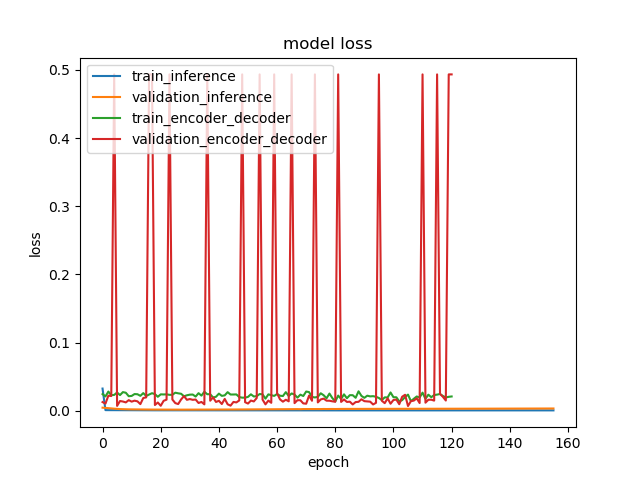 model loss
train_inference
validation_inference
train_encoder_decoder
validation_encoder_decoder
loss
0.5
0.4
0.3
0.2
0.1
0.0
0 20 40 60 80 100 120 140 160
epoch